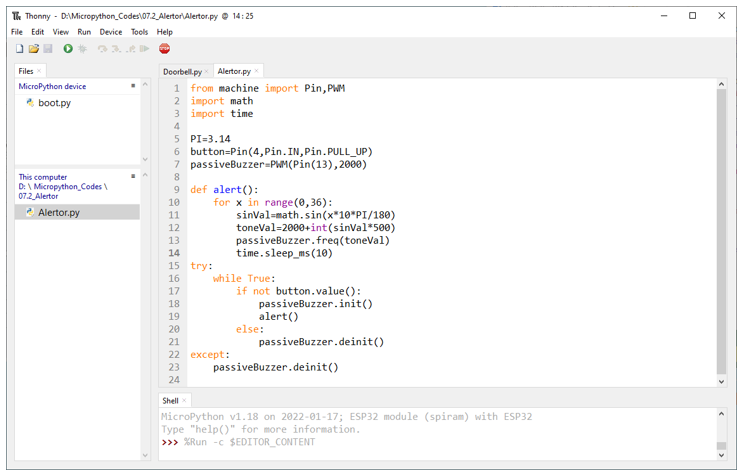 Thonny - D:\Micropython_Codes\07.2_Alertor\Alertor.py @ 14 : 25
File Edit View Run Device Tools Help
STOP
Files
MicroPython device
boot.py
This computer
D: \ Micropython_Codes \
07.2_Alertor
Alertor.py
Doorbell.py Alertor.py
1 from machine import Pin,PWM
2 import math
3 import time
4
5 PI=3.14
6 button=Pin(4,Pin.IN,Pin.PULL_UP)
7 passiveBuzzer=PWM(Pin(13),2000)
8
9 def alert():
10     for x in range(0,36):
11         sinVal=math.sin(x*10*PI/180)
12         toneVal=2000+int(sinVal*500)
13         passiveBuzzer.freq(toneVal)
14         time.sleep_ms(10)
15 try:
16     while True:
17         if not button.value():
18             passiveBuzzer.init()
19             alert()
20         else:
21             passiveBuzzer.deinit()
22 except:
23     passiveBuzzer.deinit()
24
Shell
MicroPython v1.18 on 2022-01-17; ESP32 module (spiram) with ESP32
Type "help()" for more information.
>>> %Run -c $EDITOR_CONTENT